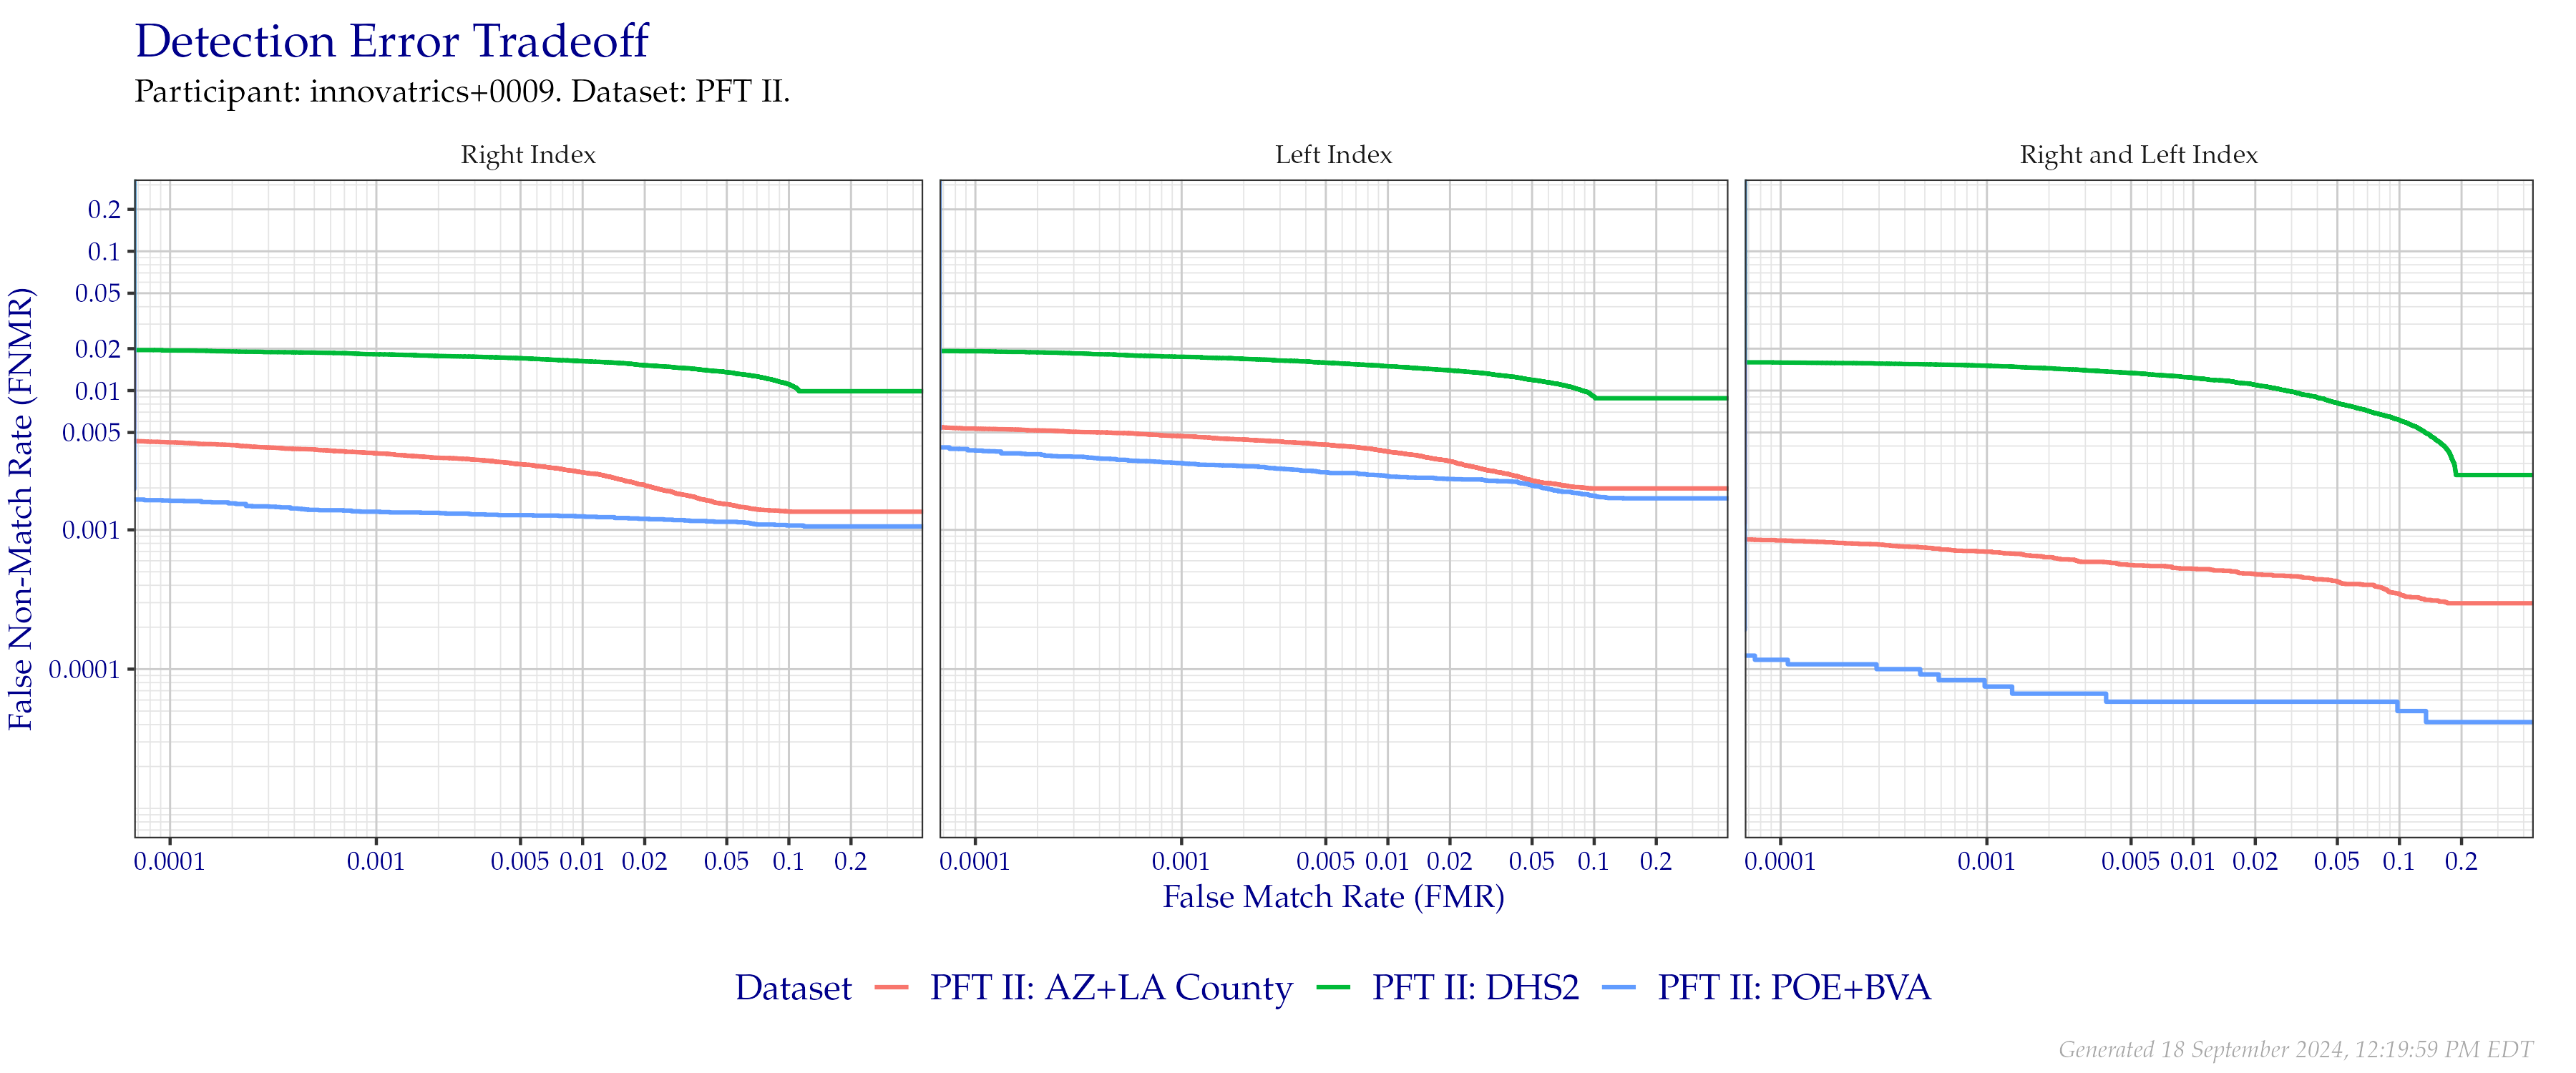 Detection Error Tradeoff
Participant: innovatrics+0009. Dataset: PFT II.
Right Index
Left Index
Right and Left Index
False Non-Match Rate (FNMR)
0.2
0.1
0.05
0.02
0.01
0.005
0.001
0.0001
0.0001 0.001 0.005 0.01 0.02 0.05 0.1 0.2
0.0001 0.001 0.005 0.01 0.02 0.05 0.1 0.2
0.0001 0.001 0.005 0.01 0.02 0.05 0.1 0.2
False Match Rate (FMR)
Dataset PFT II: AZ+LA County PFT II: DHS2 PFT II: POE+BVA
Generated 18 September 2024, 12:19:59 PM EDT